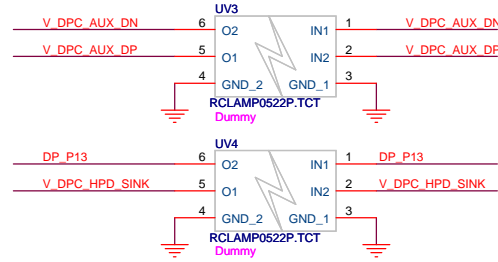 UV3
V_DPC_AUX_DN 6 O2 IN1 1 V_DPC_AUX_DN
V_DPC_AUX_DP 5 O1 IN2 2 V_DPC_AUX_DP
4 GND_2 GND_1 3
RCLAMP0522P.TCT
Dummy
UV4
DP_P13 6 O2 IN1 1 DP_P13
V_DPC_HPD_SINK 5 O1 IN2 2 V_DPC_HPD_SINK
4 GND_2 GND_1 3
RCLAMP0522P.TCT
Dummy